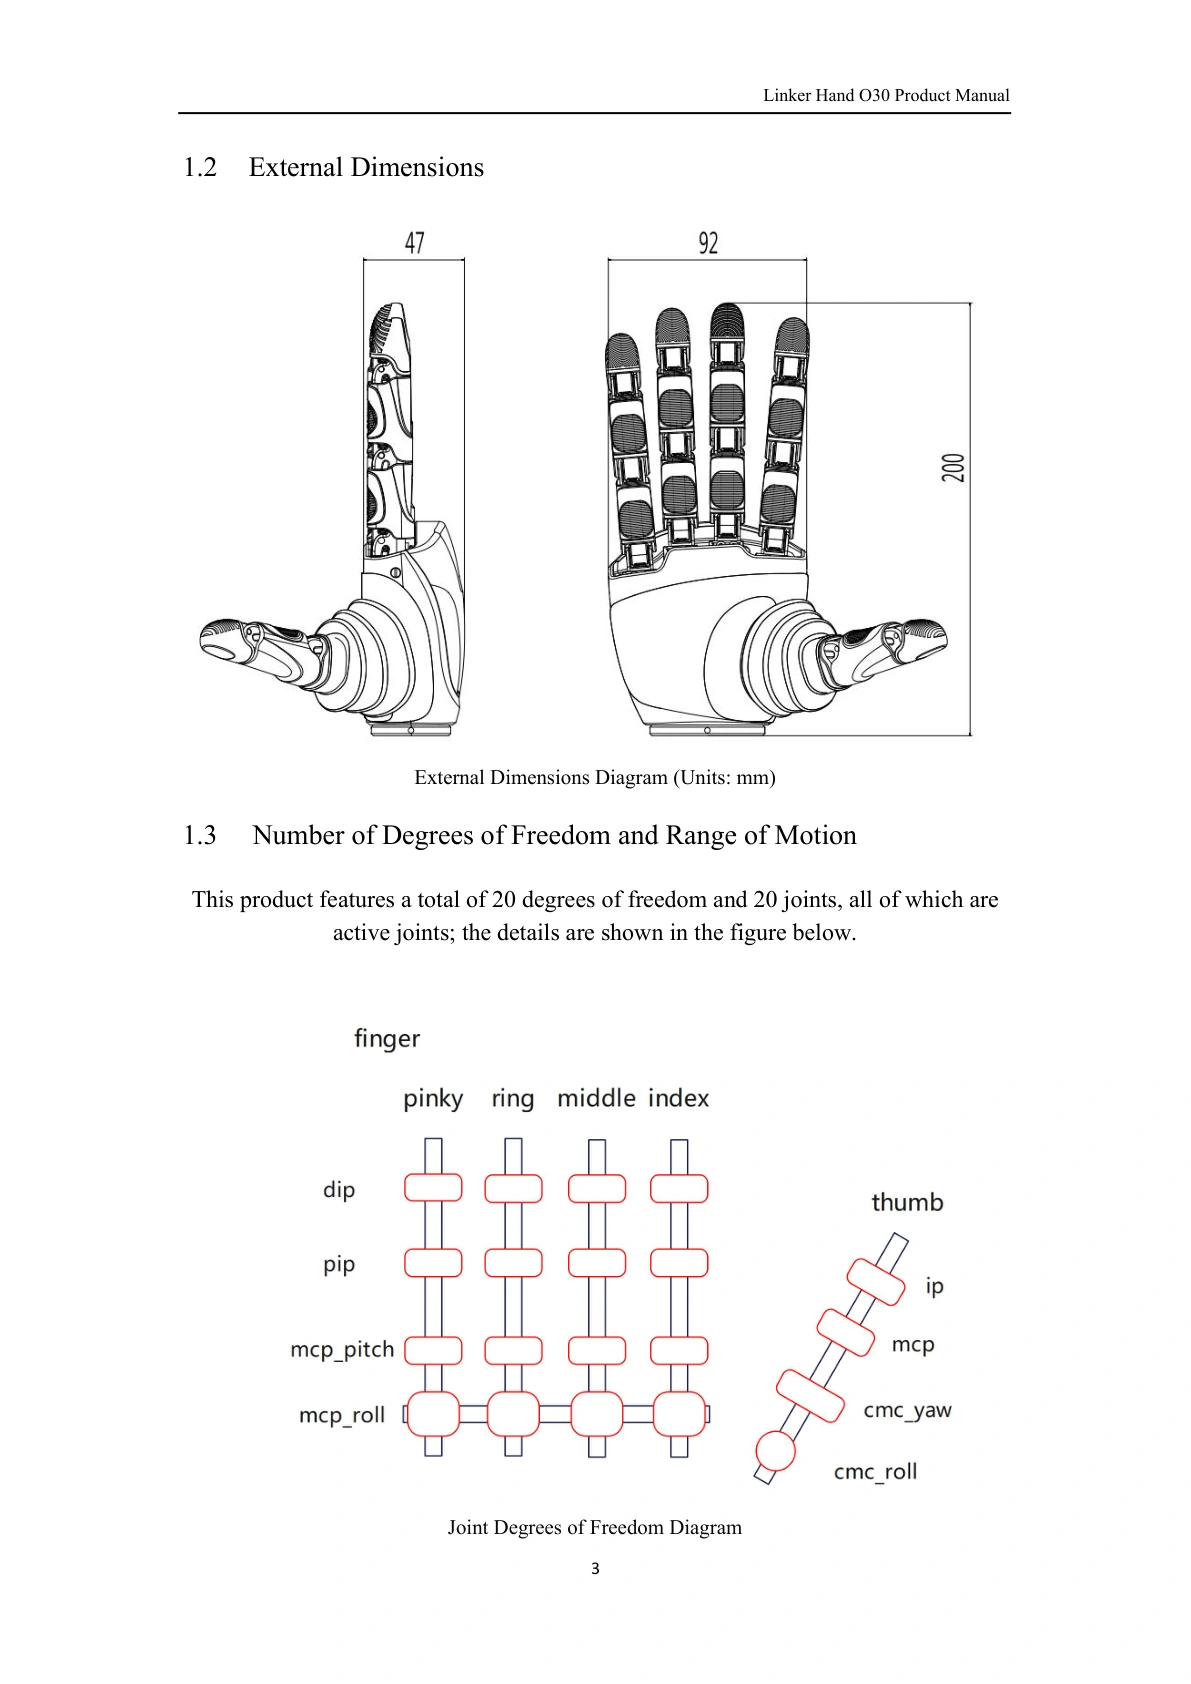 Linker Hand O30 Product Manual
1.2 External Dimensions
47
92
200
External Dimensions Diagram (Units: mm)
1.3 Number of Degrees of Freedom and Range of Motion
This product features a total of 20 degrees of freedom and 20 joints, all of which are
active joints; the details are shown in the figure below.
finger
pinky ring middle index
dip
thumb
pip
ip
mcp_pitch
mcp
mcp_roll
cmc_yaw
cmc_roll
Joint Degrees of Freedom Diagram
3